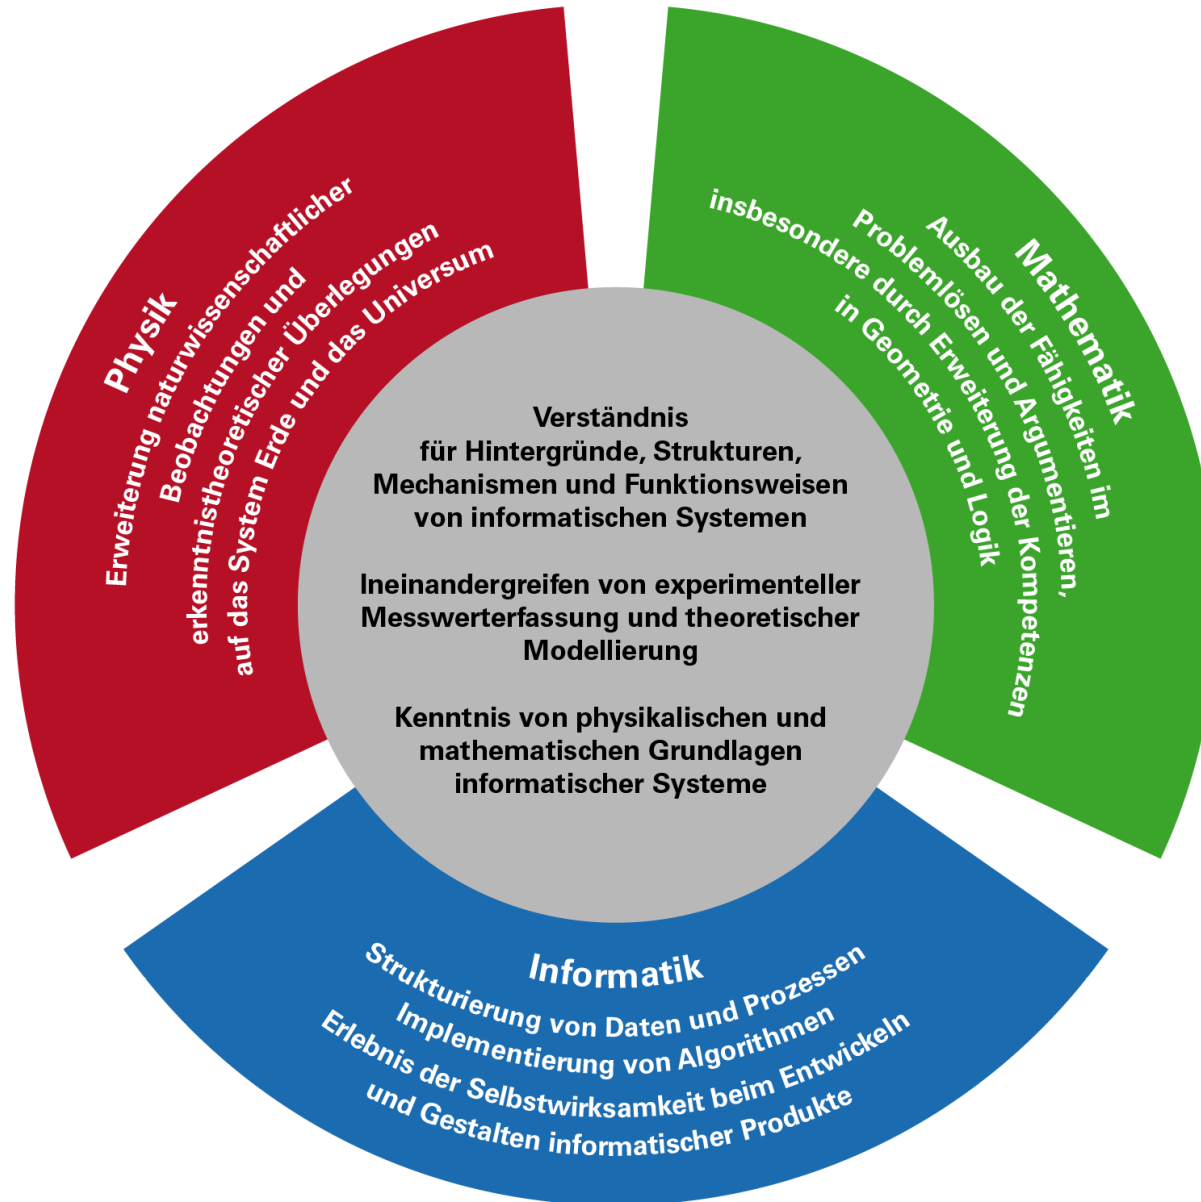 Physik
Erweiterung naturwissenschaftlicher
Beobachtungen und
erkenntnistheoretischer Überlegungen
auf das System Erde und das Universum
Mathematik
Ausbau der Fähigkeiten im
Problemlösen und Argumentieren,
insbesondere durch Erweiterung der Kompetenzen
in Geometrie und Logik
Verständnis
für Hintergründe, Strukturen,
Mechanismen und Funktionsweisen
von informatischen Systemen
Ineinandergreifen von experimenteller
Messwerterfassung und theoretischer
Modellierung
Kenntnis von physikalischen und
mathematischen Grundlagen
informatischer Systeme
Informatik
Strukturierung von Daten und Prozessen
Implementierung von Algorithmen
Erlebnis der Selbstwirksamkeit beim Entwickeln
und Gestalten informatischer Produkte